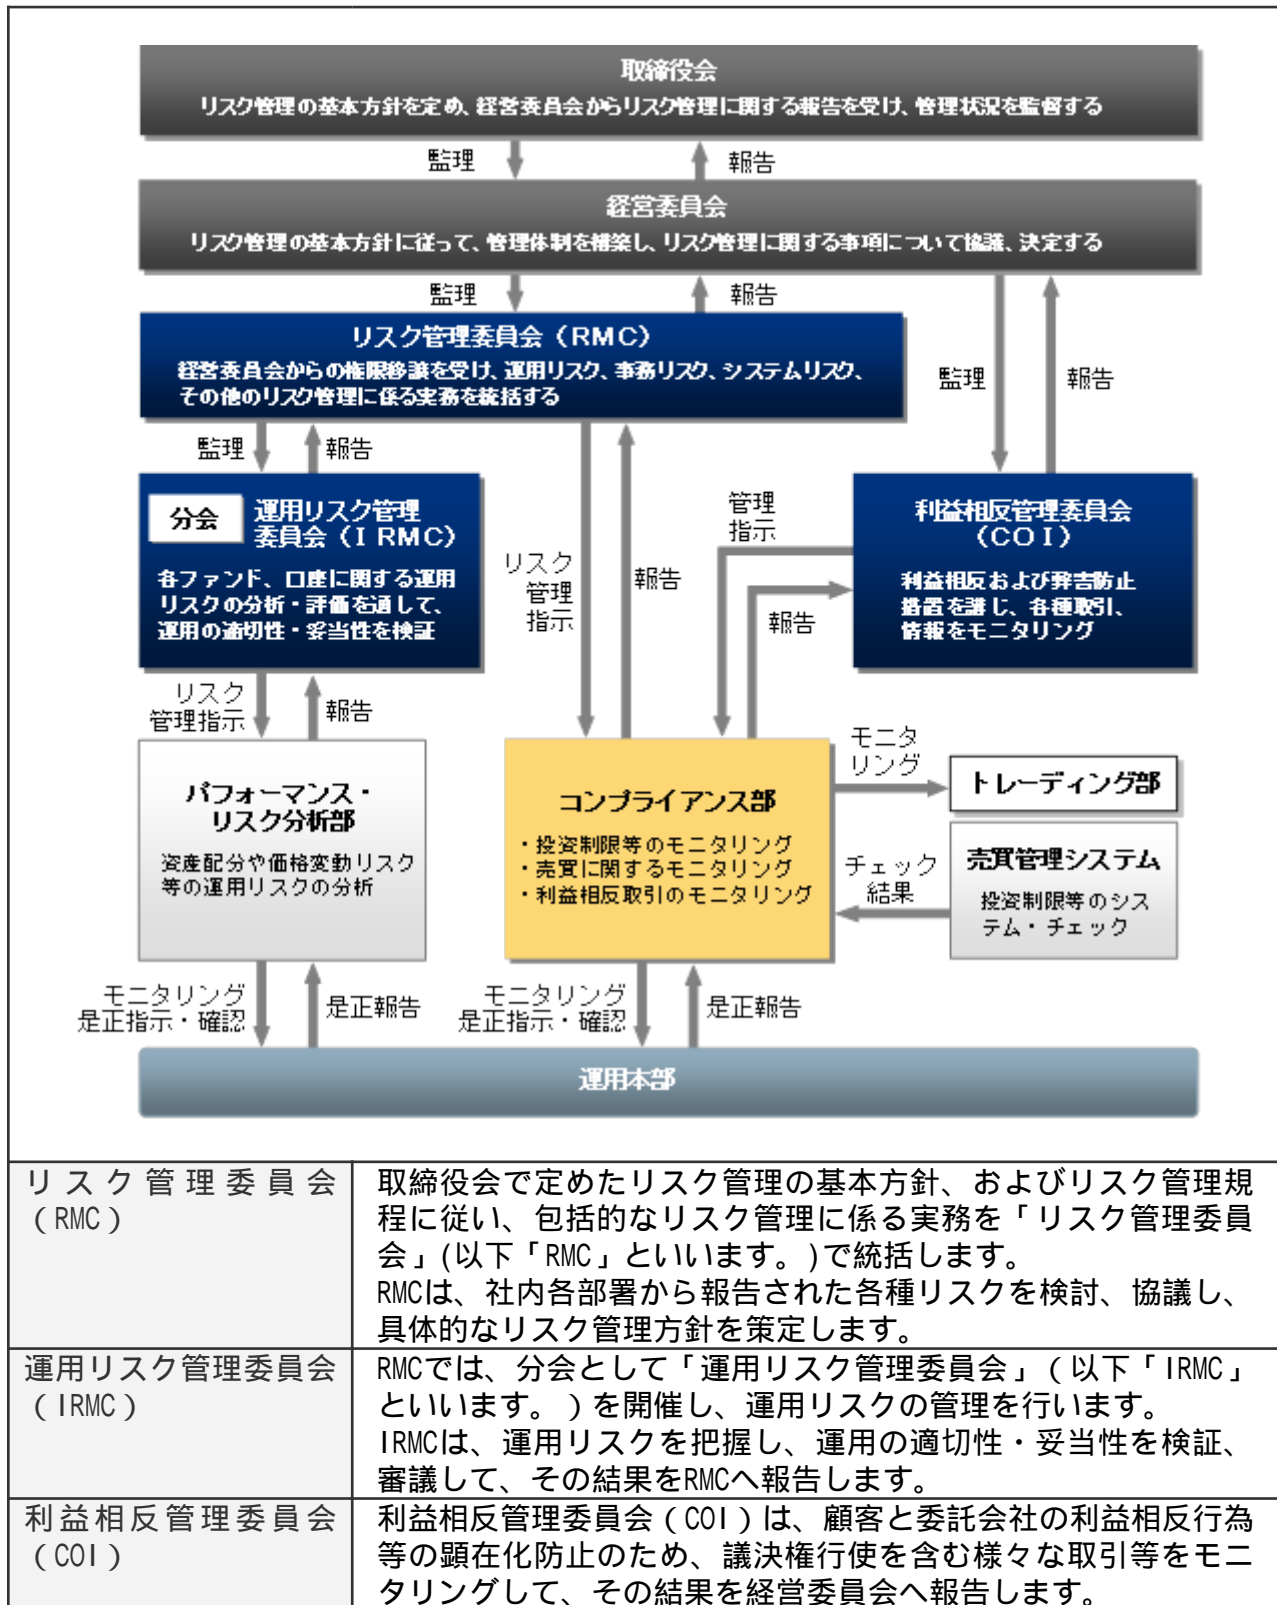 取締役会
リスク管理の基本方針を定め、経営委員会からリスク管理に関する報告を受け、管理状況を監督する
監理
報告
経営委員会
リスク管理の基本方針に従って、管理体制を構築し、リスク管理に関する事項について協議、決定する
監理
報告
リスク管理委員会(RMC)
経営委員会からの権限移譲を受け、運用リスク、事務リスク、システムリスク、
その他のリスク管理に係る実務を統括する
監理
報告
監理
報告
分会
運用リスク管理
委員会(IRMC)
各ファンド、口座に関する運用
リスクの分析・評価を通して、
運用の適切性・妥当性を検証
リスク
管理
指示
報告
管理
指示
報告
利益相反管理委員会
(COI)
利益相反および弊害防止
措置を講じ、各種取引、
情報をモニタリング
リスク
管理指示
報告
パフォーマンス・
リスク分析部
資産配分や価格変動リスク
等の運用リスクの分析
コンプライアンス部
・投資制限等のモニタリング
・売買に関するモニタリング
・利益相反取引のモニタリング
モニタ
リング
トレーディング部
チェック
結果
売買管理システム
投資制限等のシス
テム・チェック
モニタリング
是正指示・確認
是正報告
モニタリング
是正指示・確認
是正報告
運用本部
リスク管理委員会
(RMC)
取締役会で定めたリスク管理の基本方針、およびリスク管理規
程に従い、包括的なリスク管理に係る実務を「リスク管理委員
会」(以下「RMC」といいます。)で統括します。
RMCは、社内各部署から報告された各種リスクを検討、協議し、
具体的なリスク管理方針を策定します。
運用リスク管理委員会
(IRMC)
RMCでは、分会として「運用リスク管理委員会」(以下「IRMC」
といいます。)を開催し、運用リスクの管理を行います。
IRMCは、運用リスクを把握し、運用の適切性・妥当性を検証、
審議して、その結果をRMCへ報告します。
利益相反管理委員会
(COI)
利益相反管理委員会(COI)は、顧客と委託会社の利益相反行為
等の顕在化防止のため、議決権行使を含む様々な取引等をモニ
タリングして、その結果を経営委員会へ報告します。